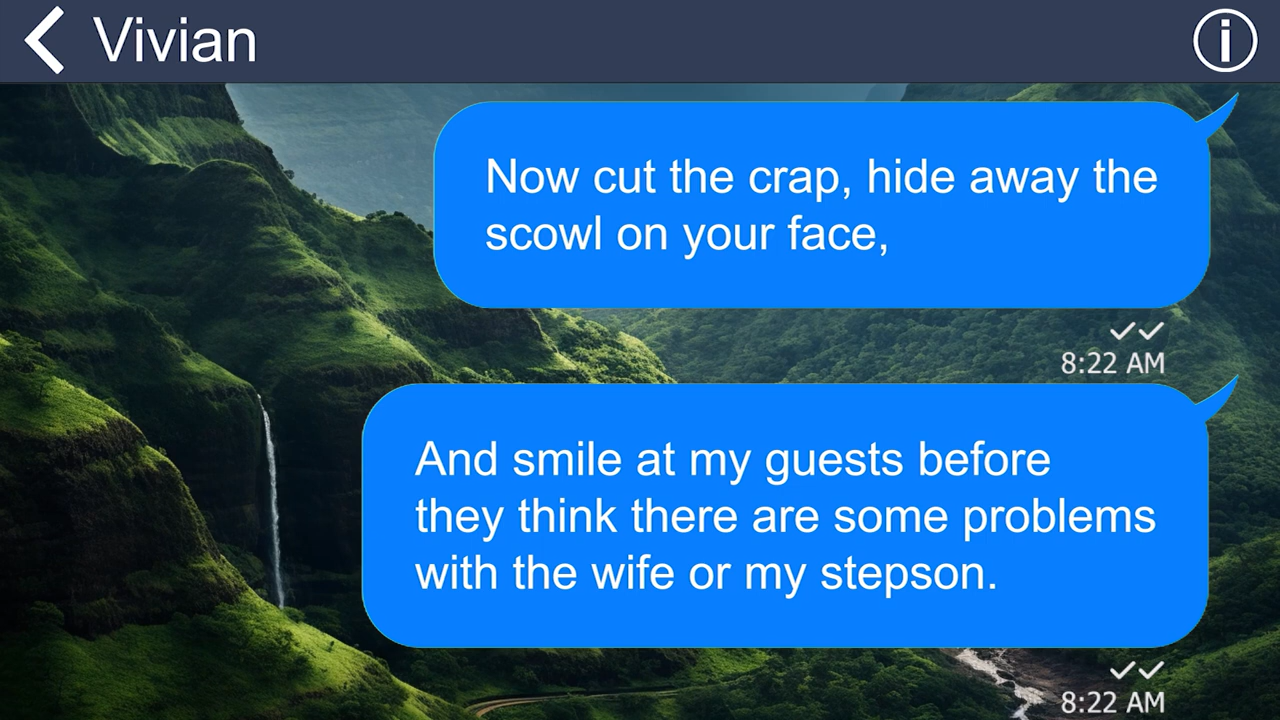 Vivian
Now cut the crap, hide away the
scowl on your face,
8:22 AM
And smile at my guests before
they think there are some problems
with the wife or my stepson.
8:22 AM